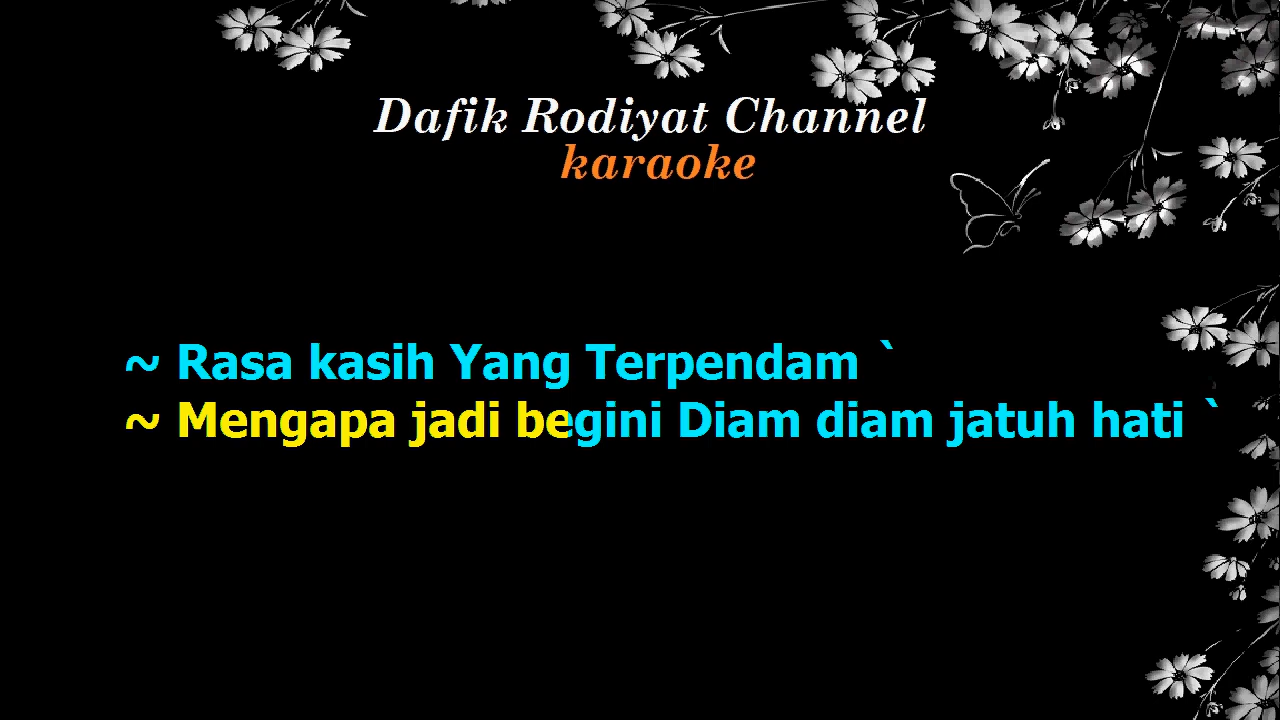 Dafik Rodiyat Channel
karaoke
~ Rasa kasih Yang Terpendam `
~ Mengapa jadi begini Diam diam jatuh hati `